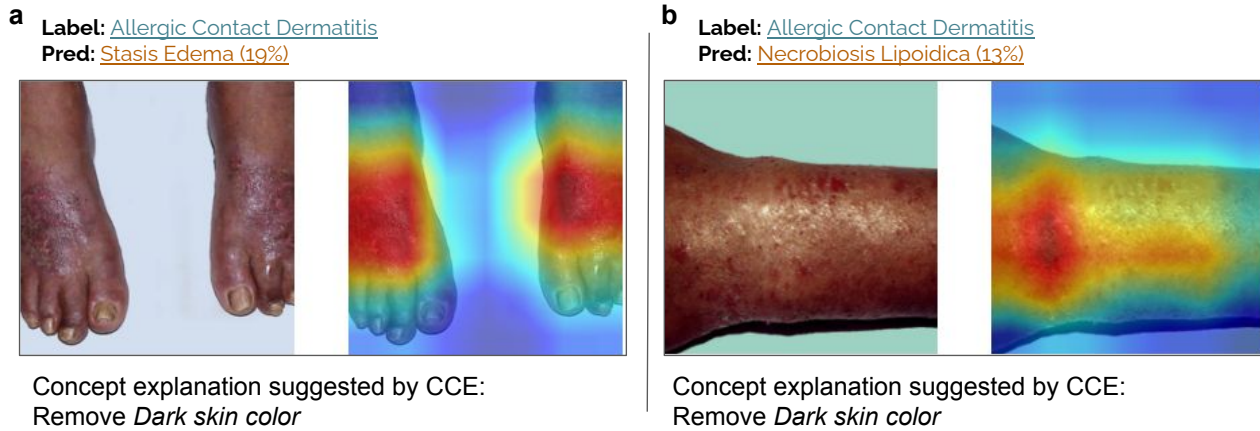 a
Label: Allergic Contact Dermatitis
Pred: Stasis Edema (19%)
Concept explanation suggested by CCE:
Remove Dark skin color
b
Label: Allergic Contact Dermatitis
Pred: Necrobiosis Lipoidica (13%)
Concept explanation suggested by CCE:
Remove Dark skin color